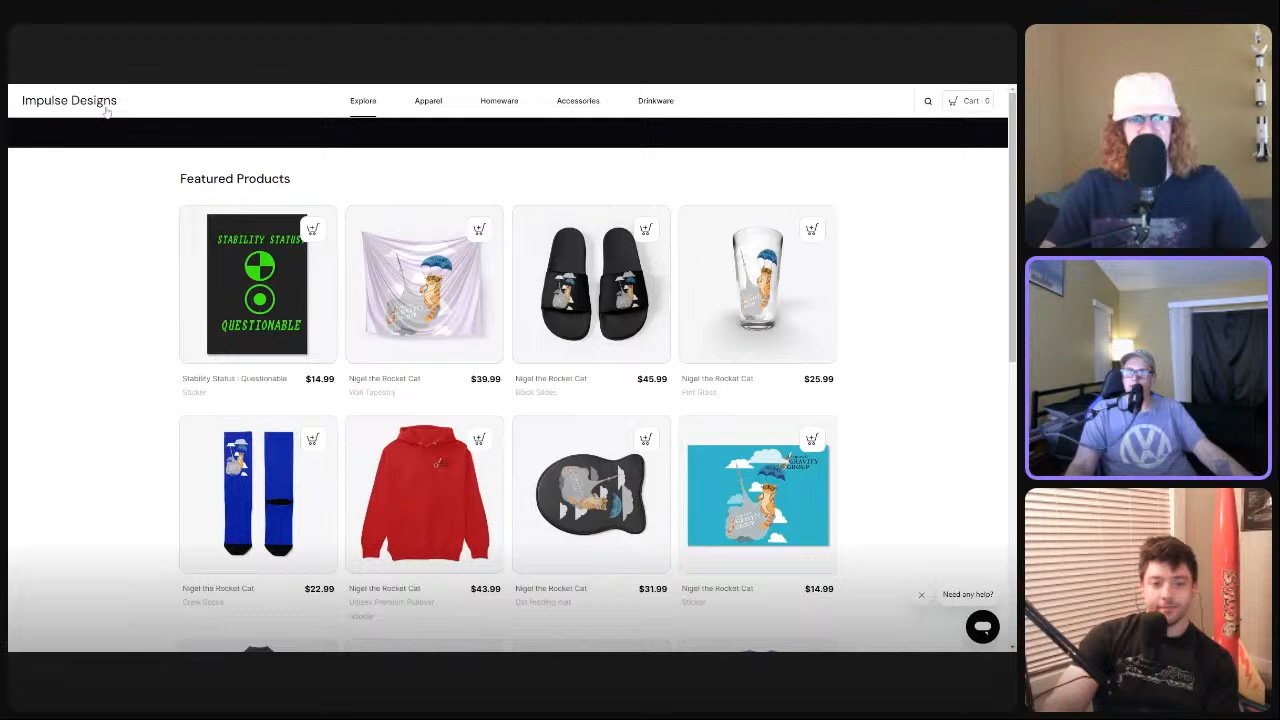 Impulse Designs
Explore
Apparel
Homeware
Accessories
Drinkware
Cart · 0
Featured Products
STABILITY STATUS:
QUESTIONABLE
Stability Status : Questionable
$14.99
Sticker
Nigel the Rocket Cat
$39.99
Wall Tapestry
Nigel the Rocket Cat
$45.99
Black Slides
Nigel the Rocket Cat
$25.99
Pint Glass
GRAVITY
GROUP
Nigel the Rocket Cat
$22.99
Crew Socks
Nigel the Rocket Cat
$43.99
Unisex Premium Pullover
Hoodie
Nigel the Rocket Cat
$31.99
Cat feeding mat
Nigel the Rocket Cat
$14.99
Sticker
Need any help?